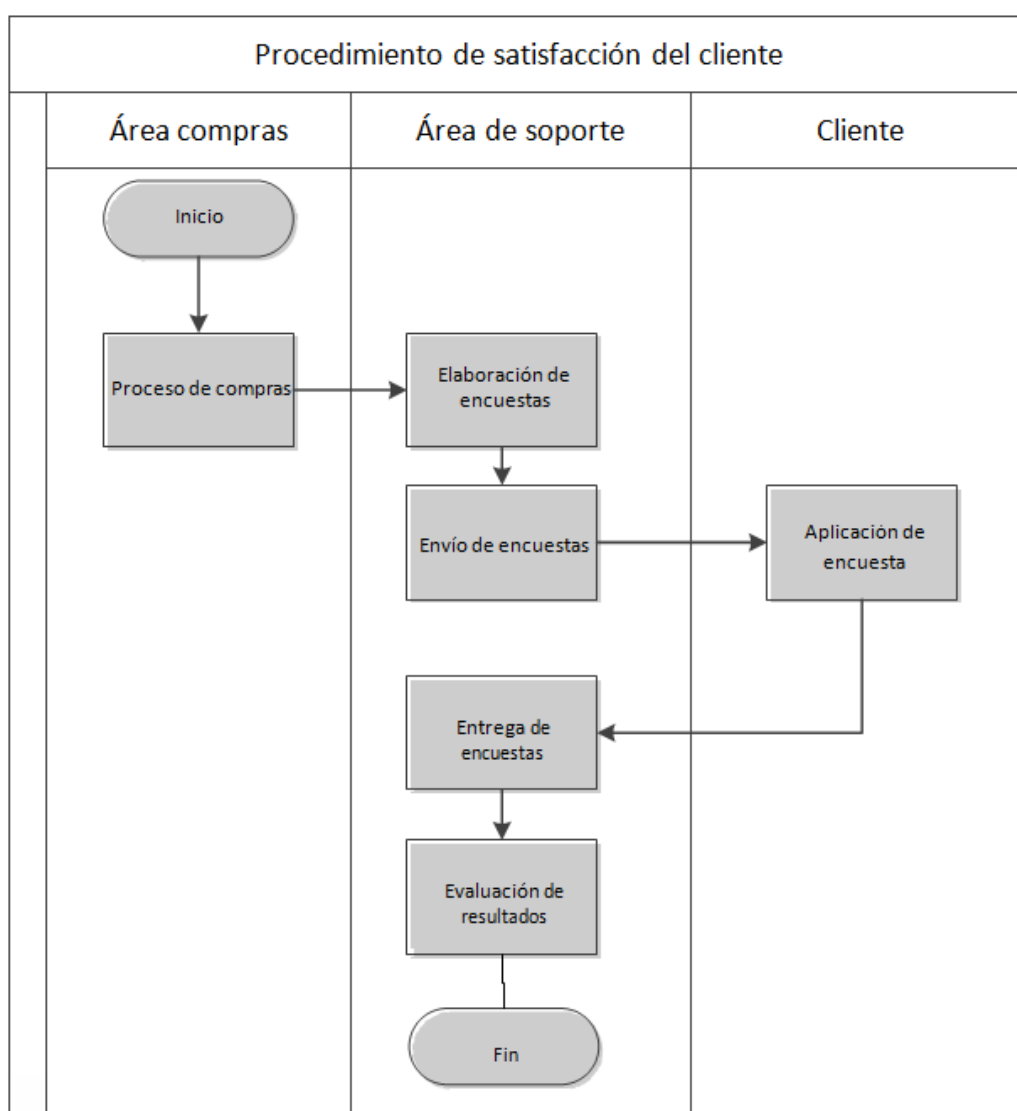 Procedimiento de satisfacción del cliente
Área compras
Área de soporte
Cliente
Inicio
Proceso de compras
Elaboración de
encuestas
Envío de encuestas
Aplicación de
encuesta
Entrega de
encuestas
Evaluación de
resultados
Fin